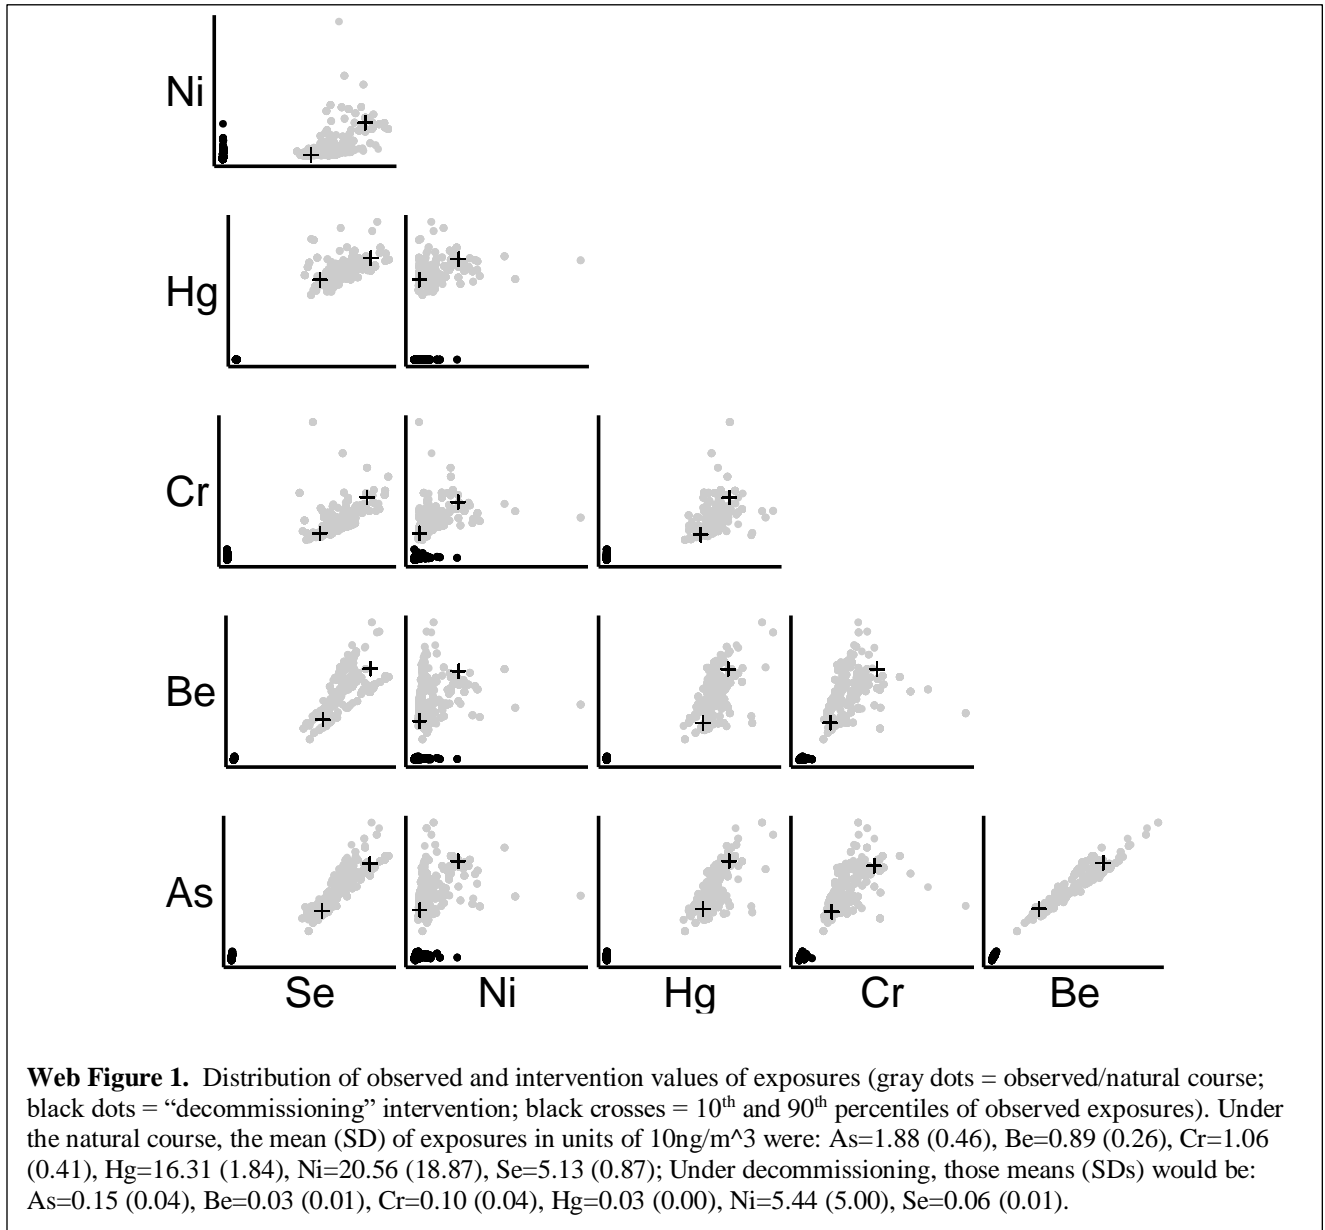 Ni
Hg
Cr
Be
As
Se Ni Hg Cr Be
Web Figure 1. Distribution of observed and intervention values of exposures (gray dots = observed/natural course;
black dots = “decommissioning” intervention; black crosses = 10th and 90th percentiles of observed exposures). Under
the natural course, the mean (SD) of exposures in units of 10ng/m^3 were: As=1.88 (0.46), Be=0.89 (0.26), Cr=1.06
(0.41), Hg=16.31 (1.84), Ni=20.56 (18.87), Se=5.13 (0.87); Under decommissioning, those means (SDs) would be:
As=0.15 (0.04), Be=0.03 (0.01), Cr=0.10 (0.04), Hg=0.03 (0.00), Ni=5.44 (5.00), Se=0.06 (0.01).